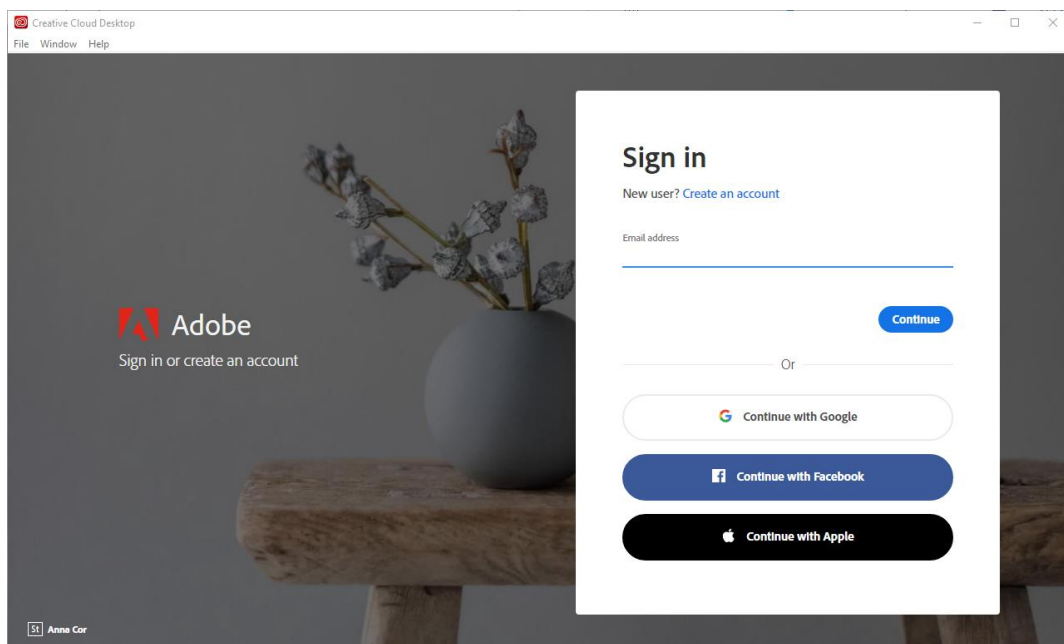 Creative Cloud Desktop
File Window Help
Sign in
New user? Create an account
Email address
Continue
Adobe
Sign in or create an account
Or
Continue with Google
Continue with Facebook
Continue with Apple
St Anna Cor